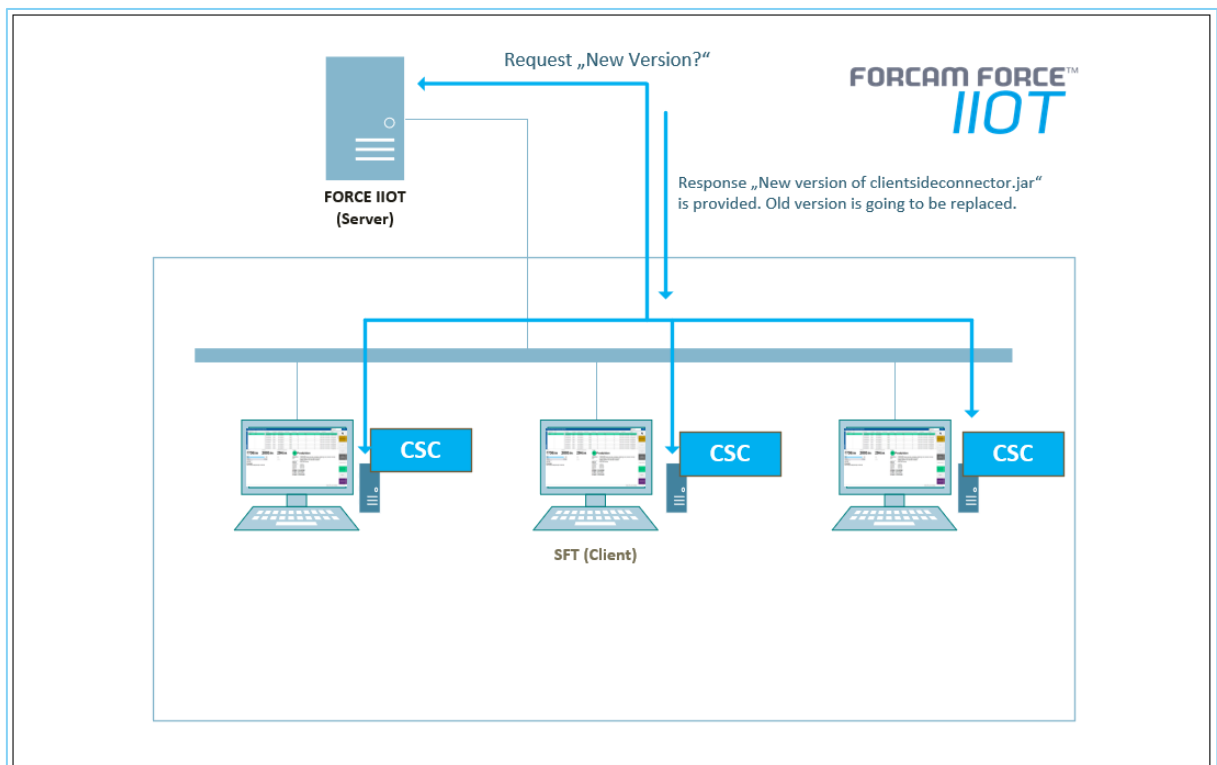 Request „New Version?“
FORCAM FORCE™
IIOT
Response „New version of clientsideconnector.jar“
is provided. Old version is going to be replaced.
FORCE IIOT
(Server)
CSC
CSC
CSC
SFT (Client)